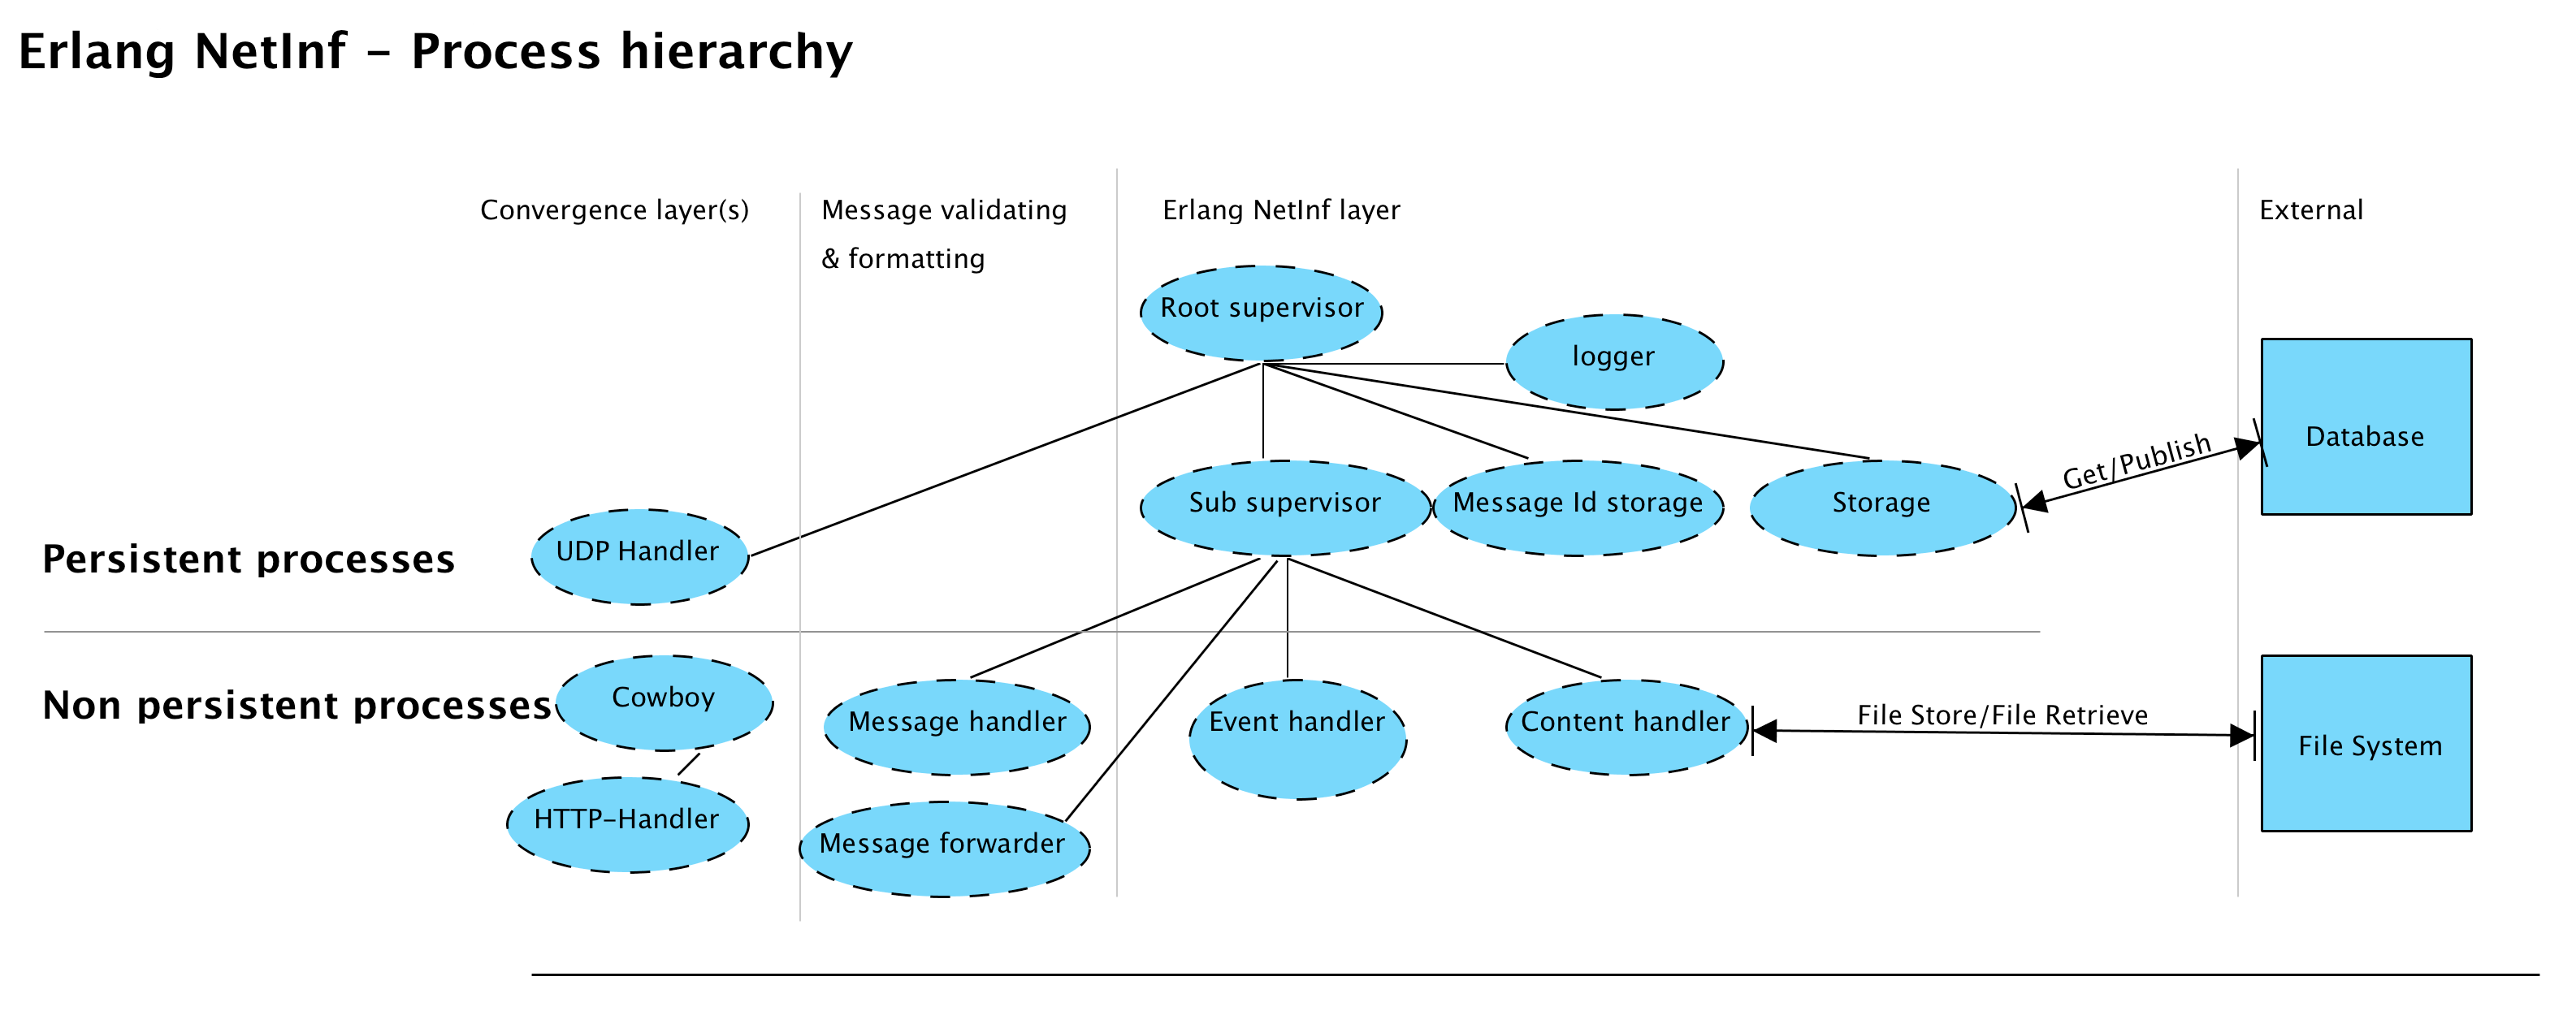 Erlang NetInf – Process hierarchy
Convergence layer(s)
Message validating
& formatting
Erlang NetInf layer
External
Root supervisor
logger
Database
Get/Publish
Sub supervisor
Message Id storage
Storage
UDP Handler
Persistent processes
Non persistent processes
Cowboy
Message handler
Event handler
Content handler
File Store/File Retrieve
File System
HTTP-Handler
Message forwarder